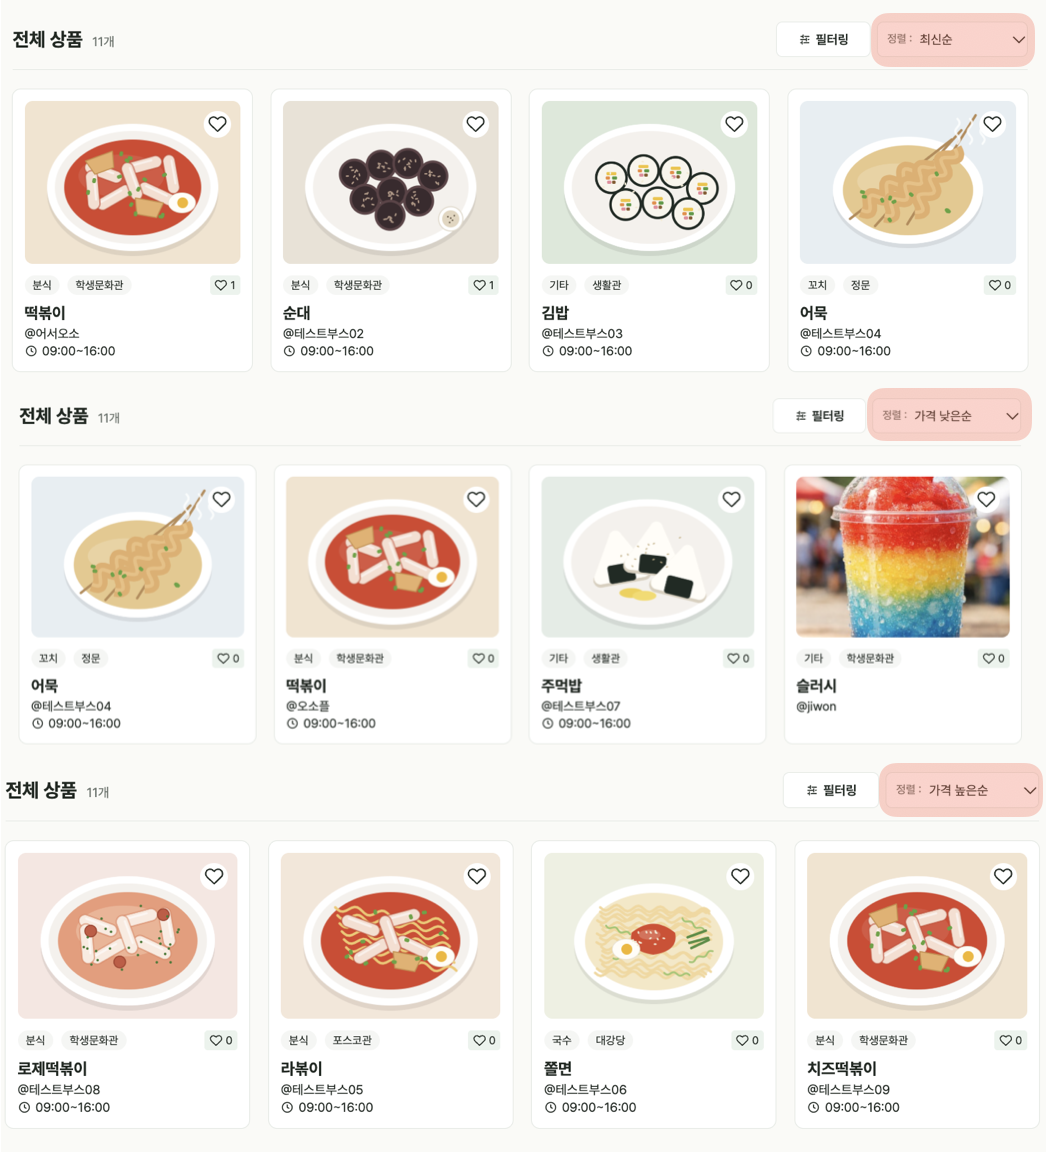 전체 상품 11개 필터링 정렬 : 최신순
분식 학생문화관 1
떡볶이
@어서오소
09:00~16:00
분식 학생문화관 1
순대
@테스트부스02
09:00~16:00
기타 생활관 0
김밥
@테스트부스03
09:00~16:00
꼬치 정문 0
어묵
@테스트부스04
09:00~16:00
전체 상품 11개 필터링 정렬 : 가격 낮은순
꼬치 정문 0
어묵
@테스트부스04
09:00~16:00
분식 학생문화관 0
떡볶이
@오소플
09:00~16:00
기타 생활관 0
주먹밥
@테스트부스07
09:00~16:00
기타 학생문화관 0
슬러시
@jiwon
전체 상품 11개 필터링 정렬 : 가격 높은순
분식 학생문화관 0
로제떡볶이
@테스트부스08
09:00~16:00
분식 포스코관 0
라볶이
@테스트부스05
09:00~16:00
국수 대강당 0
쫄면
@테스트부스06
09:00~16:00
분식 학생문화관 0
치즈떡볶이
@테스트부스09
09:00~16:00